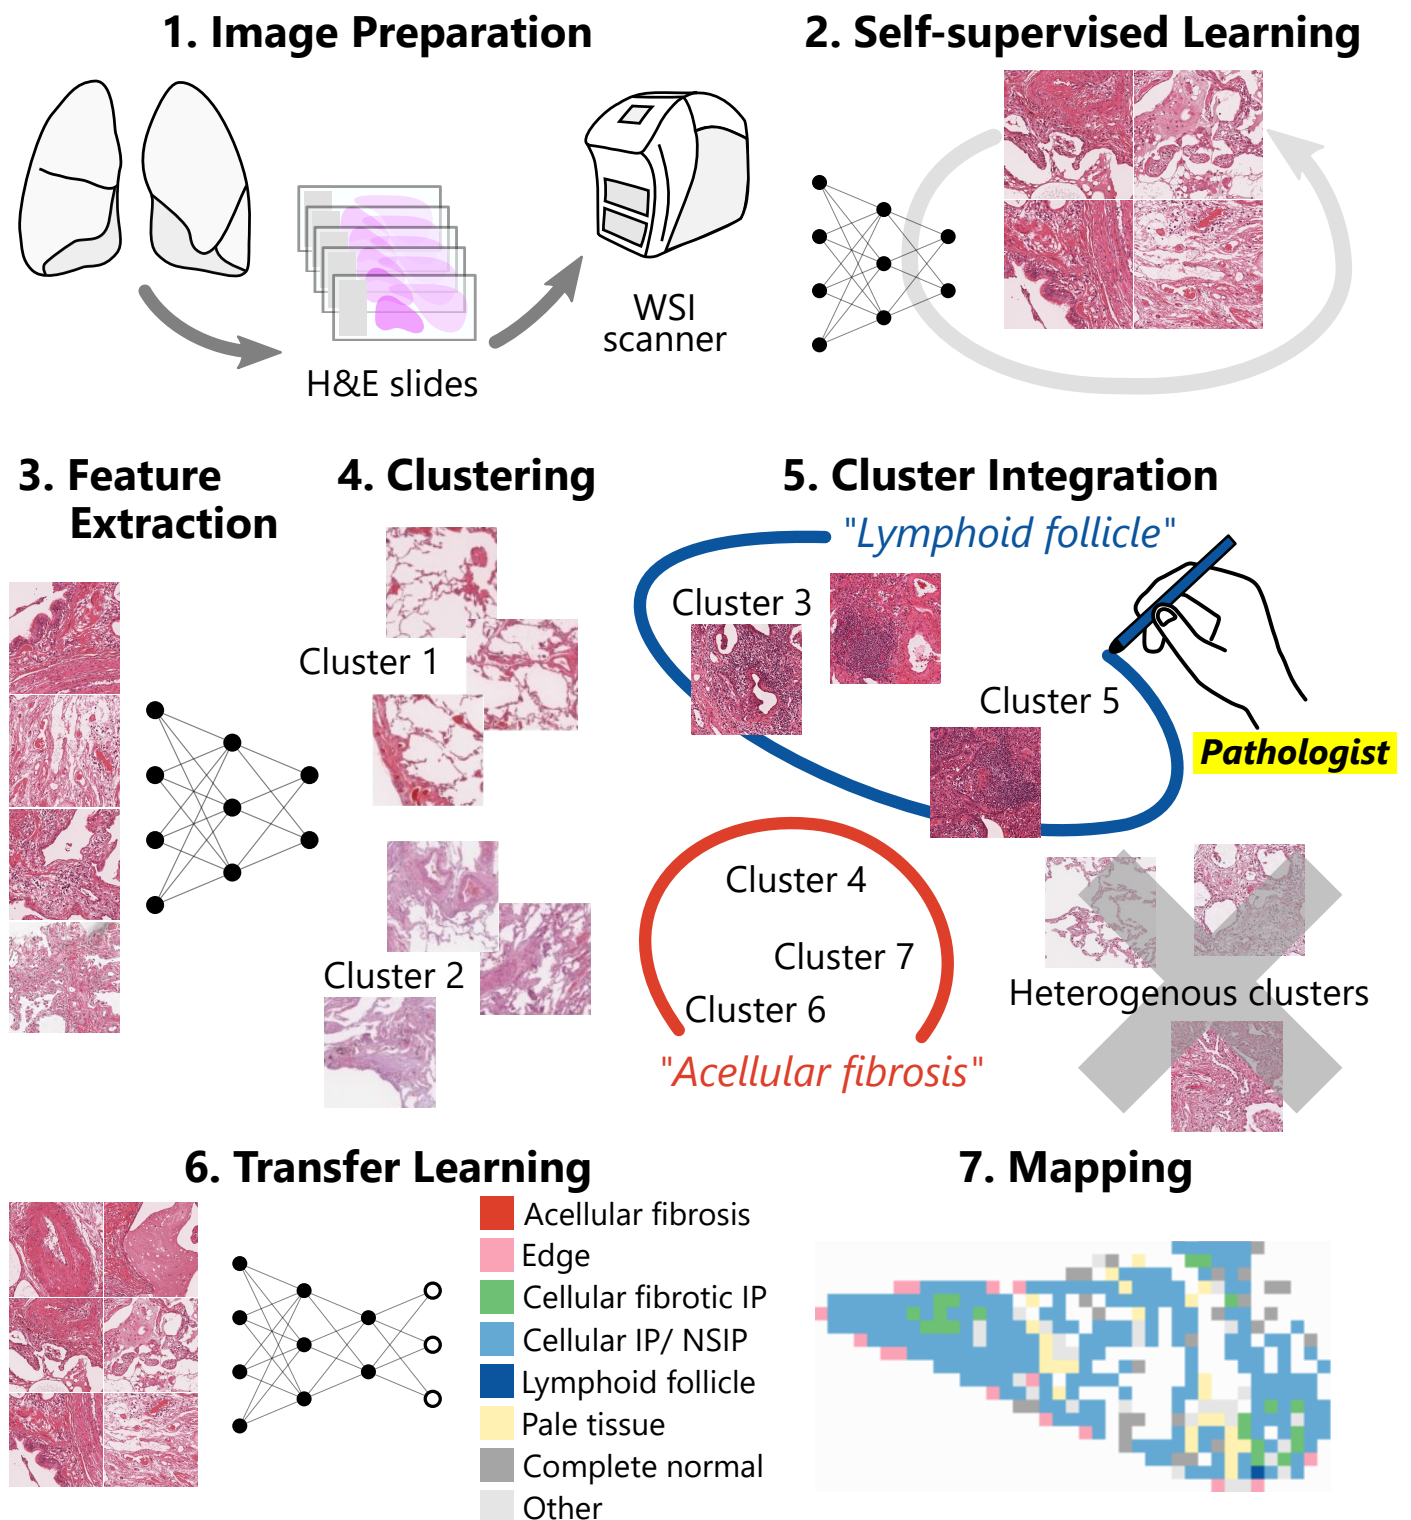 1. Image Preparation
2. Self-supervised Learning
WSI
scanner
H&E slides
3. Feature
Extraction
4. Clustering
Cluster 1
Cluster 2
5. Cluster Integration
"Lymphoid follicle"
Cluster 3
Cluster 5
Pathologist
Cluster 4
Cluster 7
Cluster 6
"Acellular fibrosis"
Heterogenous clusters
6. Transfer Learning
Acellular fibrosis
Edge
Cellular fibrotic IP
Cellular IP/ NSIP
Lymphoid follicle
Pale tissue
Complete normal
Other
7. Mapping